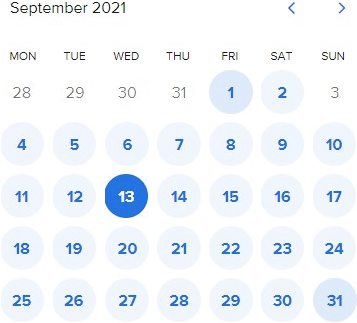 September 2021
MON TUE WED THU FRI SAT SUN
28 29 30 31 1 2 3
4 5 6 7 8 9 10
11 12 13 14 15 16 17
18 19 20 21 22 23 24
25 26 27 28 29 30 31